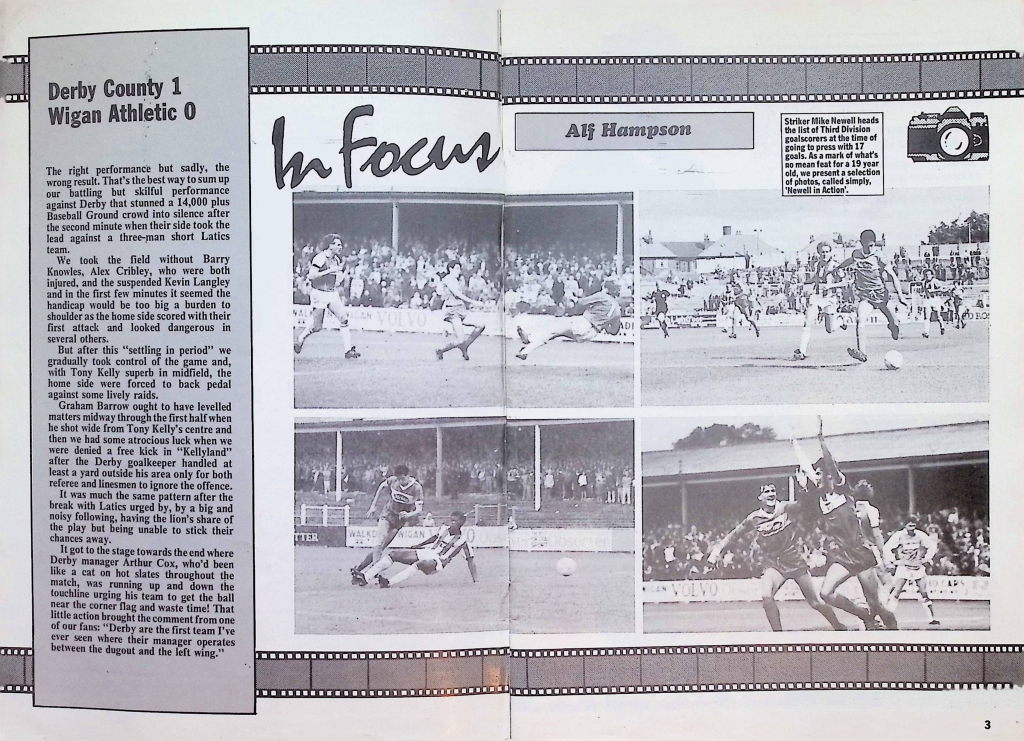 Derby County 1
Wigan Athletic 0
The right performance but sadly, the
wrong result. That's the best way to sum up
our battling but skilful performance
against Derby that stunned a 14,000 plus
Baseball Ground crowd into silence after
the second minute when their side took the
lead against a three-man short Latics
team.
We took the field without Barry
Knowles, Alex Cribley, who were both
injured, and the suspended Kevin Langley
and in the first few minutes it seemed the
handicap would be too big a burden to
shoulder as the home side scored with their
first attack and looked dangerous in
several others.
But after this "settling in period" we
gradually took control of the game and,
with Tony Kelly superb in midfield, the
home side were forced to back pedal
against some lively raids.
Graham Barrow ought to have levelled
matters midway through the first half when
he shot wide from Tony Kelly's centre and
then we had some atrocious luck when we
were denied a free kick in "Kellyland"
after the Derby goalkeeper handled at
least a yard outside his area only for both
referee and linesmen to ignore the offence.
It was much the same pattern after the
break with Latics urged by, by a big and
noisy following, having the lion's share of
the play but being unable to stick their
chances away.
It got to the stage towards the end where
Derby manager Arthur Cox, who'd been
like a cat on hot slates throughout the
match, was running up and down the
touchline urging his team to get the ball
near the corner flag and waste time! That
little action brought the comment from one
of our fans: "Derby are the first team I've
ever seen where their manager operates
between the dugout and the left wing."
In Focus
Alf Hampson
Striker Mike Newell heads
the list of Third Division
goalscorers at the time of
going to press with 17
goals. As a mark of what's
no mean feat for a 19 year
old, we present a selection
of photos, called simply,
'Newell in Action'.
VOLVO
WIGAN
VOLVO
3